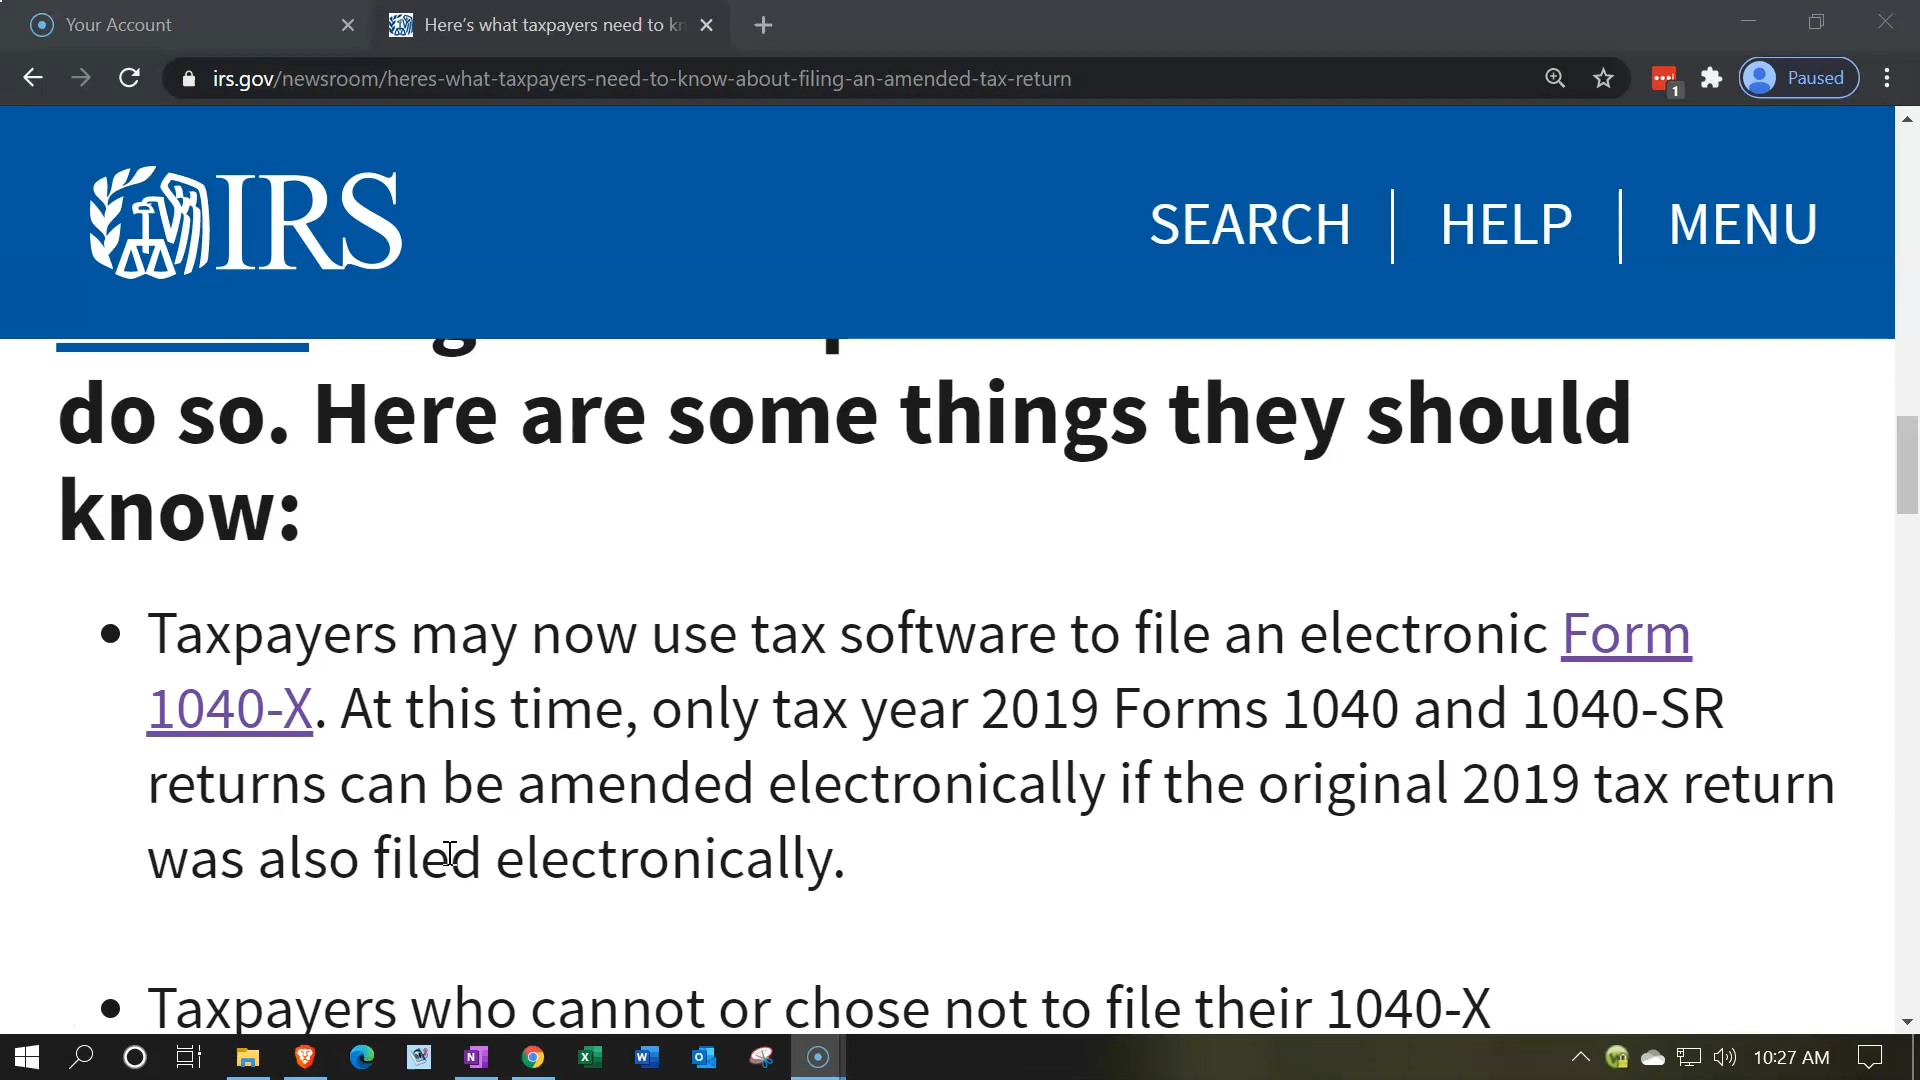 Your Account
Here's what taxpayers need to kn
irs.gov/newsroom/heres-what-taxpayers-need-to-know-about-filing-an-amended-tax-return
1
Paused
IRS
SEARCH
HELP
MENU
do so. Here are some things they should
know:
• Taxpayers may now use tax software to file an electronic Form
1040-X. At this time, only tax year 2019 Forms 1040 and 1040-SR
returns can be amended electronically if the original 2019 tax return
was also filed electronically.
• Taxpayers who cannot or chose not to file their 1040-X
10:27 AM